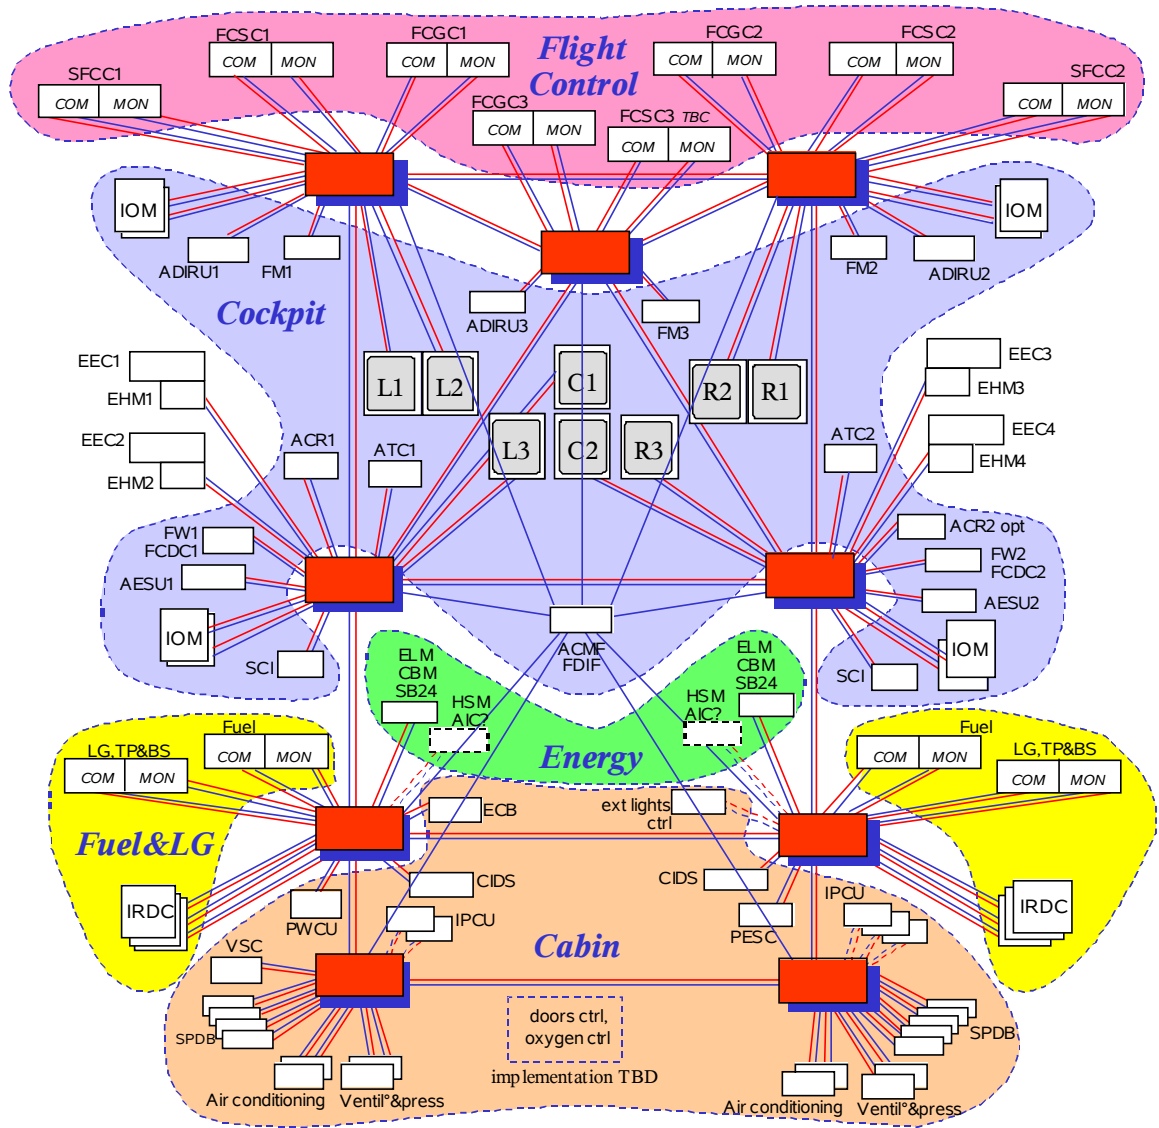 FCSC1
FCGC1
Flight
Control
FCGC2
FCSC2
COM MON
COM MON
COM MON
COM MON
SFCC1
SFCC2
COM MON
COM MON
FCGC3
COM MON
FCSC3 TBC
COM MON
IOM
IOM
ADIRU1
FM1
FM2
ADIRU2
Cockpit
ADIRU3
FM3
EEC1
EHM1
EEC3
EHM3
L1
L2
C1
R2
R1
EEC2
EHM2
EEC4
EHM4
ACR1
ATC1
L3
C2
R3
ATC2
FW1
FCDC1
ACR2 opt
FW2
FCDC2
AESU1
AESU2
IOM
IOM
SCI
SCI
ACMF
FDIF
ELM
CBM
SB24
HSM
AIC?
HSM
AIC?
ELM
CBM
SB24
Energy
Fuel
LG,TP&BS
COM MON
COM MON
Fuel
LG,TP&BS
COM MON
COM MON
Fuel&LG
ECB
ext lights
ctrl
CIDS
CIDS
IRDC
IRDC
PWCU
IPCU
PESC
IPCU
Cabin
VSC
SPDB
SPDB
doors ctrl,
oxygen ctrl
implementation TBD
Air conditioning
Ventil°&press
Air conditioning
Ventil°&press